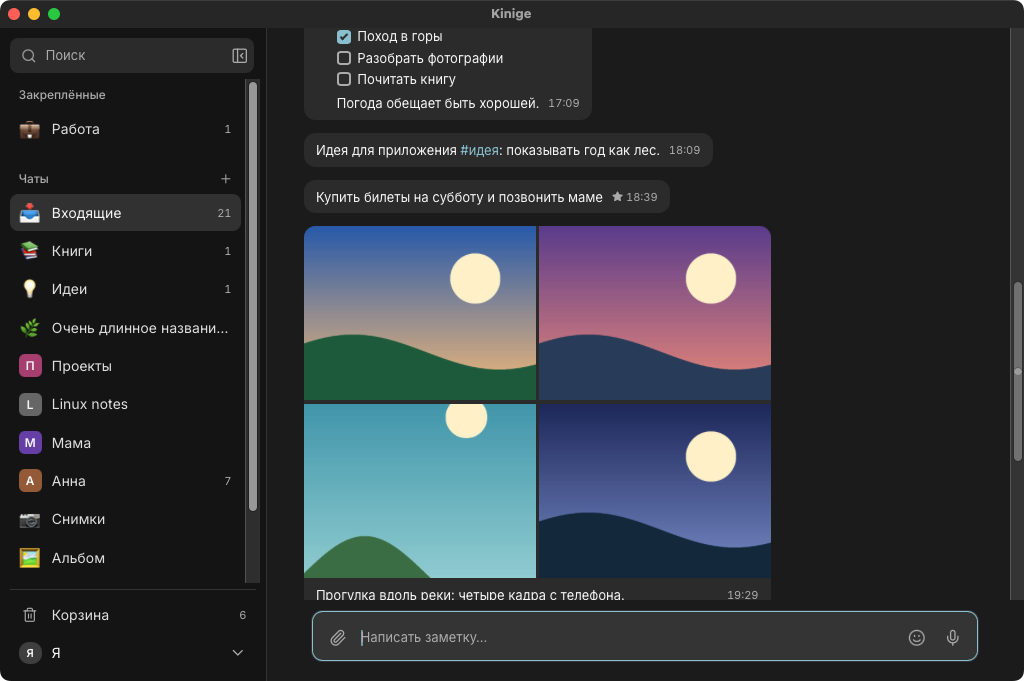 Kinige
Поиск
Закреплённые
Работа 1
Чаты +
Входящие 21
Книги 1
Идеи 1
Очень длинное названи...
П Проекты
L Linux notes
М Мама
А Анна 7
Снимки
Альбом
Корзина 6
Я Я
Поход в горы
Разобрать фотографии
Почитать книгу
Погода обещает быть хорошей. 17:09
Идея для приложения #идея: показывать год как лес. 18:09
Купить билеты на субботу и позвонить маме ★ 18:39
Прогулка вдоль реки: четыре кадра с телефона. 19:29
Написать заметку...